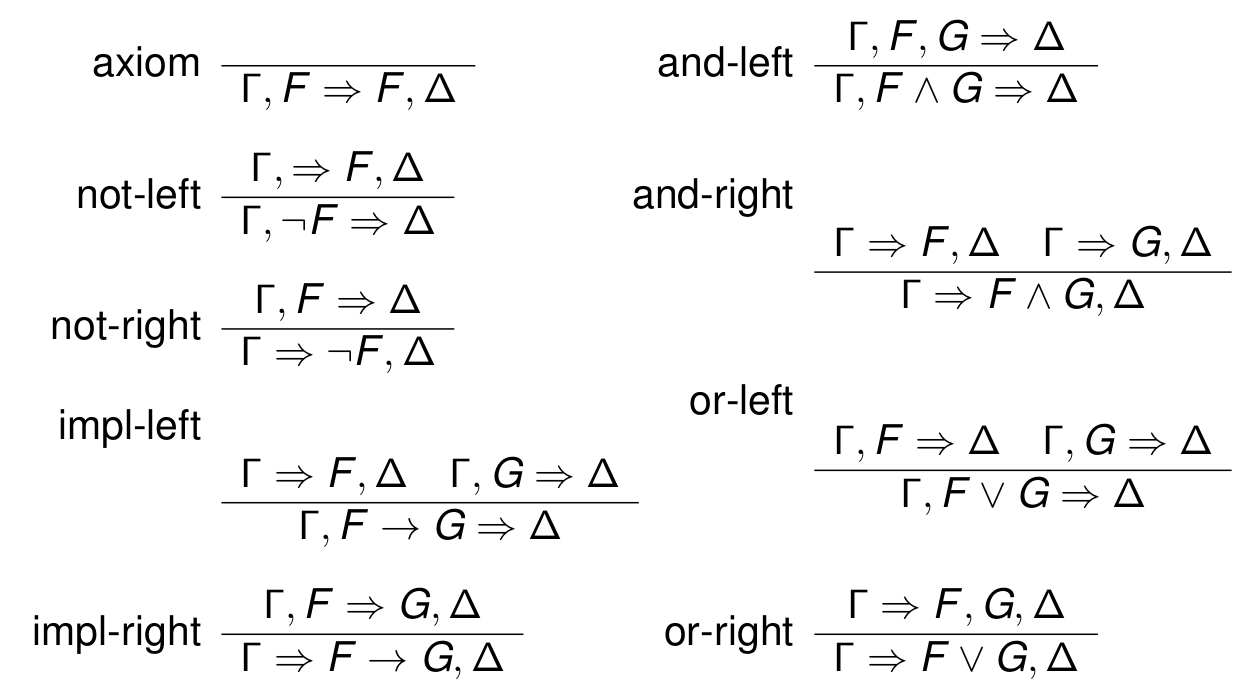 axiom
Γ, F ⇒ F, Δ
not-left
Γ, ⇒ F, Δ
Γ, ¬F ⇒ Δ
not-right
Γ, F ⇒ Δ
Γ ⇒ ¬F, Δ
impl-left
Γ ⇒ F, Δ Γ, G ⇒ Δ
Γ, F → G ⇒ Δ
impl-right
Γ, F ⇒ G, Δ
Γ ⇒ F → G, Δ
and-left
Γ, F, G ⇒ Δ
Γ, F ∧ G ⇒ Δ
and-right
Γ ⇒ F, Δ Γ ⇒ G, Δ
Γ ⇒ F ∧ G, Δ
or-left
Γ, F ⇒ Δ Γ, G ⇒ Δ
Γ, F ∨ G ⇒ Δ
or-right
Γ ⇒ F, G, Δ
Γ ⇒ F ∨ G, Δ